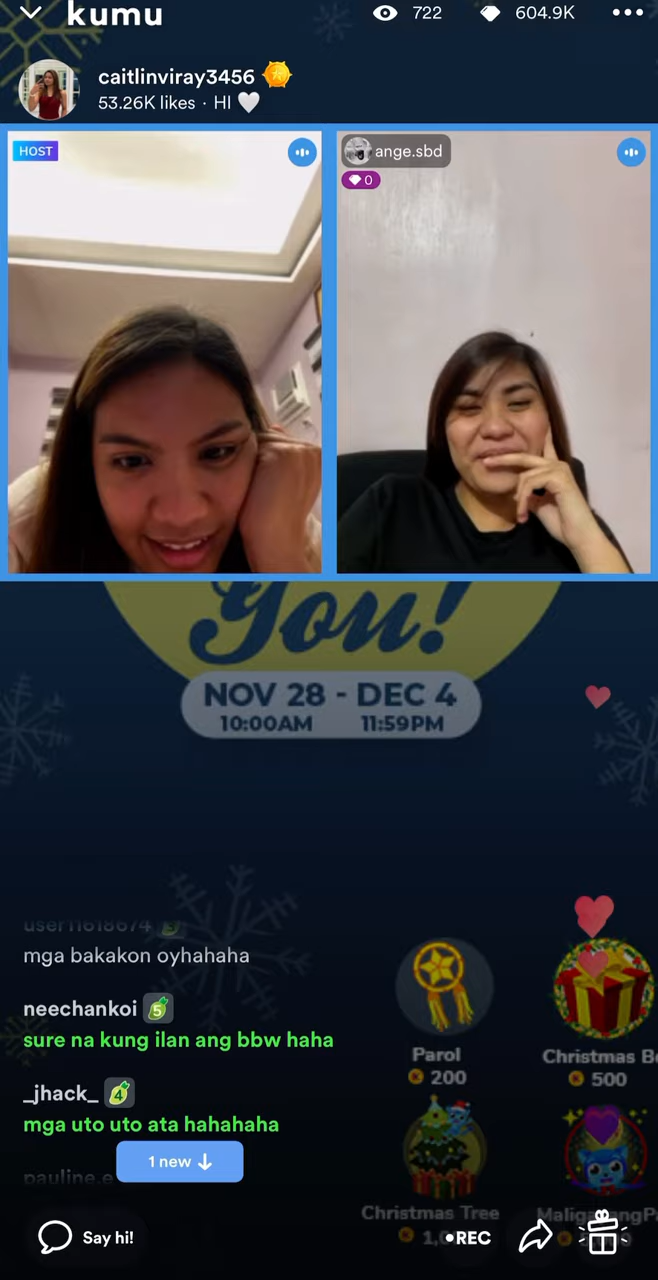 kumu
722
604.9K
caitlinviray3456
53.26K likes · HI 🤍
HOST
ange.sbd
0
You!
NOV 28 - DEC 4
10:00AM 11:59PM
user11618674
mga bakakon oyhahaha
neechankoi 5
sure na kung ilan ang bbw haha
_jhack_ 4
mga uto uto ata hahahaha
1 new ↓
pauline.e
Parol
200
Christmas
500
Christmas Tree
Say hi!
REC